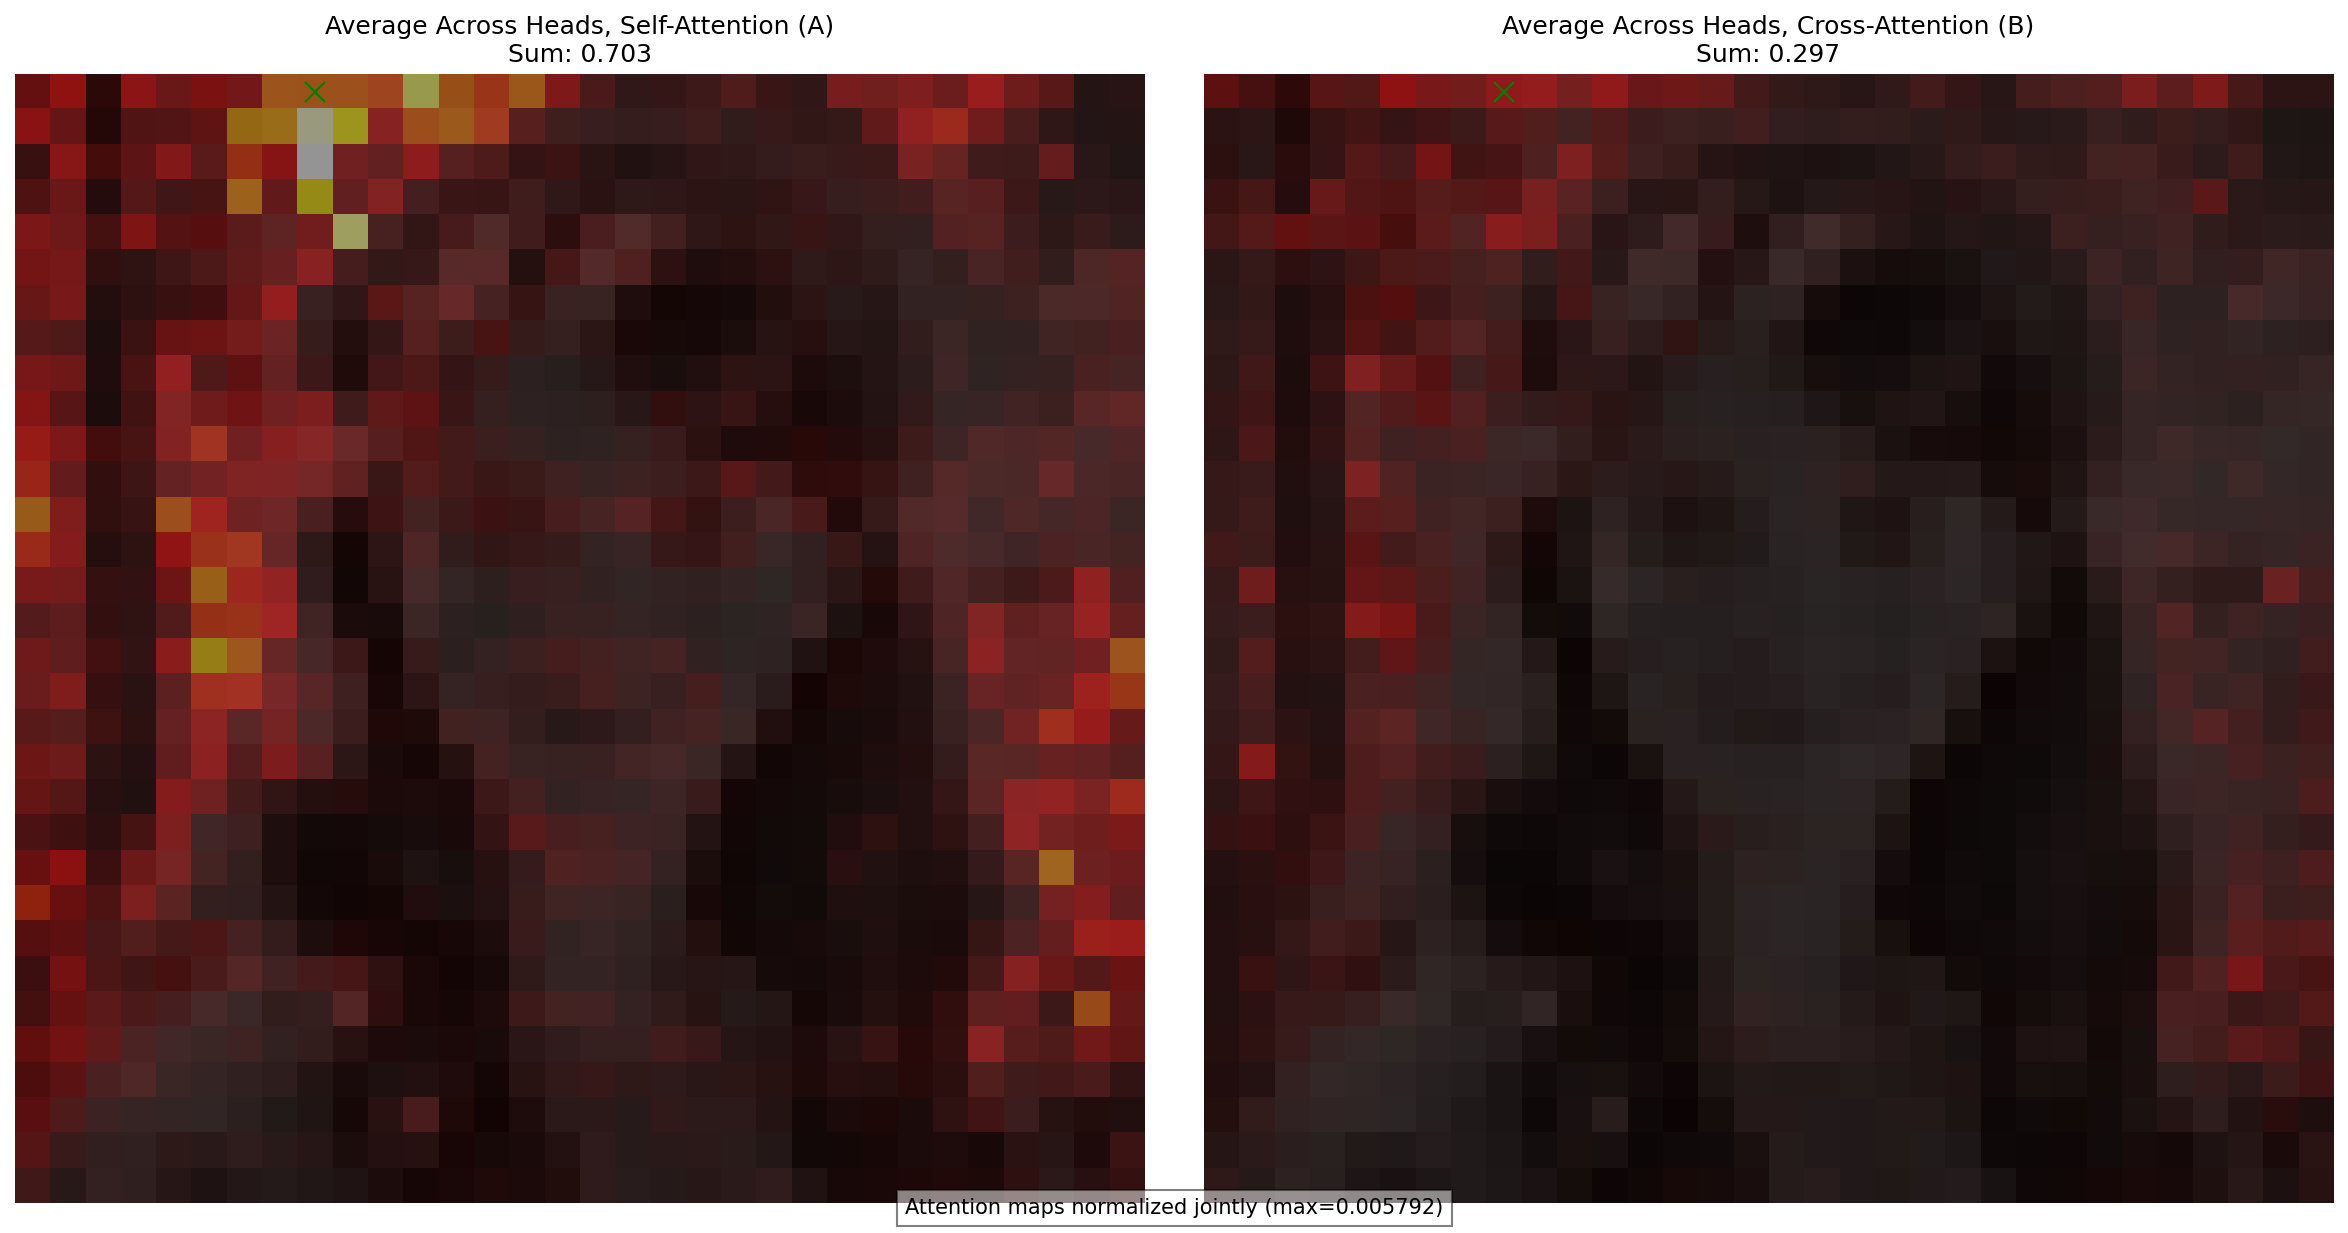 Average Across Heads, Self-Attention (A)
Sum: 0.703
Average Across Heads, Cross-Attention (B)
Sum: 0.297
Attention maps normalized jointly (max=0.005792)